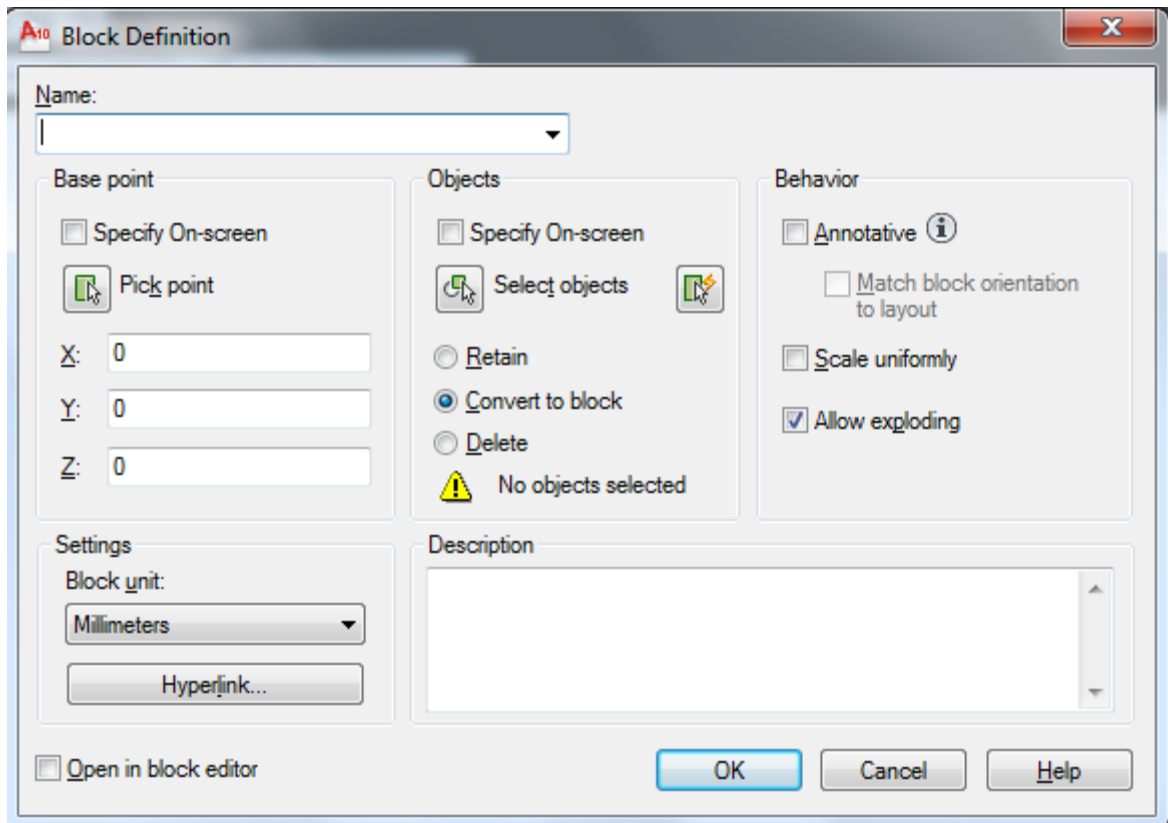 A10 Block Definition
Name:
Base point
Specify On-screen
Pick point
X: 0
Y: 0
Z: 0
Objects
Specify On-screen
Select objects
Retain
Convert to block
Delete
No objects selected
Behavior
Annotative i
Match block orientation
to layout
Scale uniformly
Allow exploding
Settings
Block unit:
Millimeters
Hyperlink...
Description
Open in block editor
OK Cancel Help